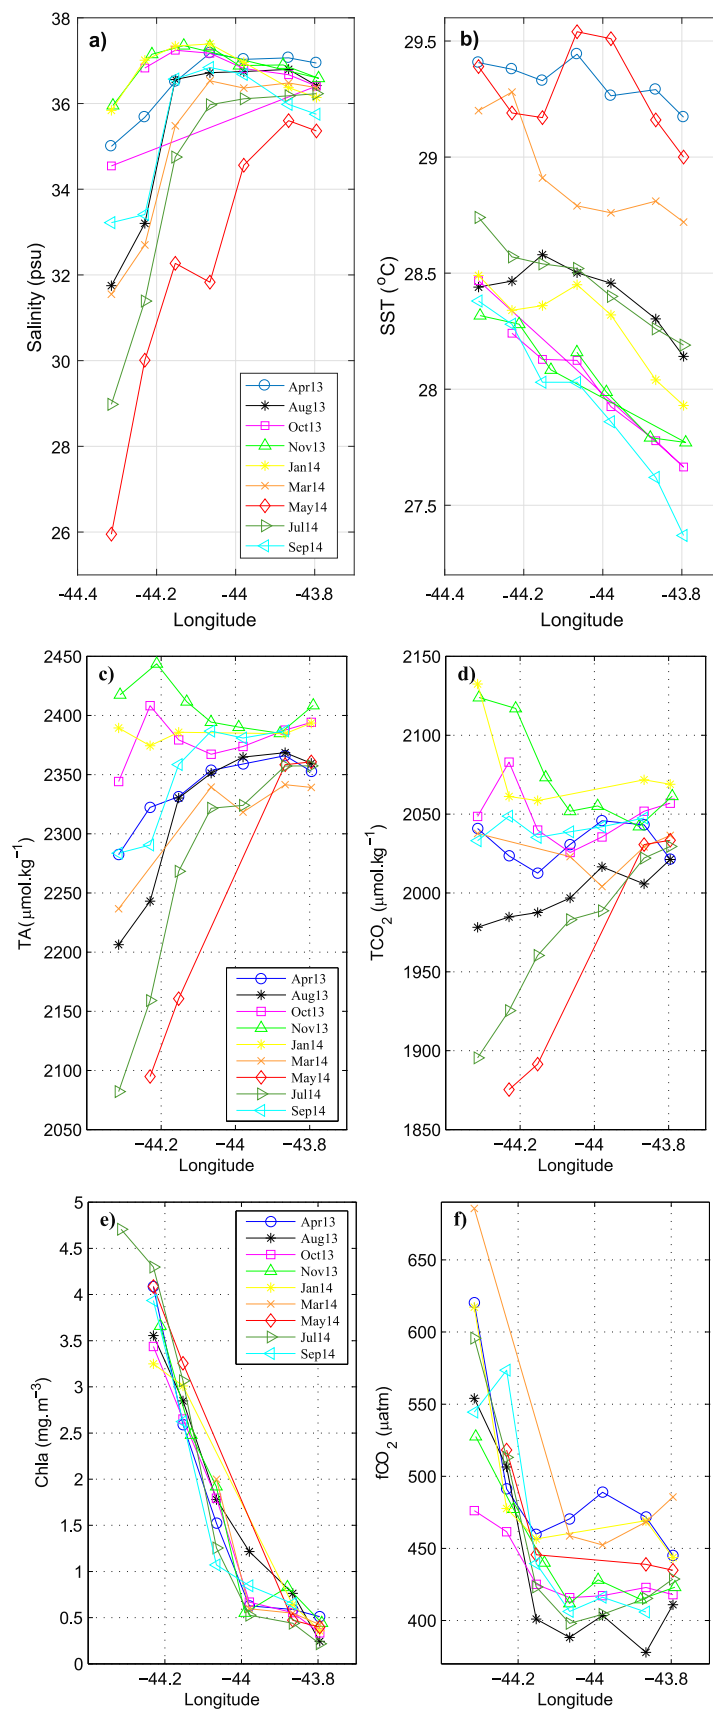 a)
38
37
36
35
34
33
32
31
30
29
28
27
26
25
Salinity (psu)
-44.4 -44.2 -44 -43.8
Longitude
Apr13
Aug13
Oct13
Nov13
Jan14
Mar14
May14
Jul14
Sep14
b)
29.5
29
28.5
28
27.5
SST (°C)
-44.4 -44.2 -44 -43.8
Longitude
c)
2450
2400
2350
2300
2250
2200
2150
2100
2050
TA(µmol.kg⁻¹)
−44.2 −44 −43.8
Longitude
Apr13
Aug13
Oct13
Nov13
Jan14
Mar14
May14
Jul14
Sep14
d)
2150
2100
2050
2000
1950
1900
1850
TCO₂ (µmol.kg⁻¹)
−44.2 −44 −43.8
Longitude
e)
5
4.5
4
3.5
3
2.5
2
1.5
1
0.5
0
Chla (mg.m⁻³)
−44.2 −44 −43.8
Longitude
Apr13
Aug13
Oct13
Nov13
Jan14
Mar14
May14
Jul14
Sep14
f)
650
600
550
500
450
400
fCO₂ (µatm)
−44.2 −44 −43.8
Longitude